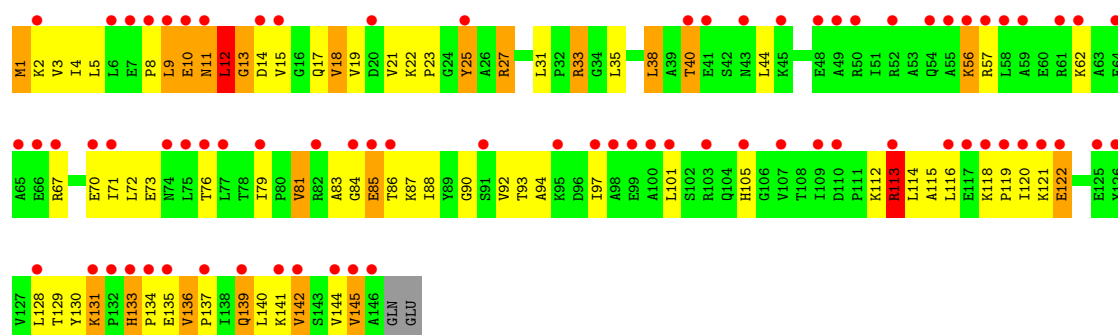 M1 K2 V3 I4 L5 L6 E7 P8 L9 E10 N11 L12 G13 D14 V15 G16 Q17 V18 V19 D20 V21 K22 P23 G24 Y25 A26 R27 L31 P32 R33 G34 L35 L38 A39 T40 E41 S42 N43 L44 K45 E48 A49 R50 I51 R52 A53 Q54 A55 K56 R57 L58 A59 E60 R61 K62 A63 E64
A65 E66 R67 E70 I71 L72 E73 N74 L75 T76 L77 T78 I79 P80 V81 R82 A83 G84 E85 T86 K87 I88 Y89 G90 S91 V92 T93 A94 K95 D96 I97 A98 E99 A100 L101 S102 R103 Q104 H105 G106 V107 T108 I109 D110 P111 K112 R113 L114 A115 L116 E117 K118 P119 I120 K121 E122 E125 Y126
V127 L128 T129 Y130 K131 P132 H133 P134 E135 V136 P137 I138 Q139 L140 K141 V142 S143 V144 V145 A146 GLN GLU